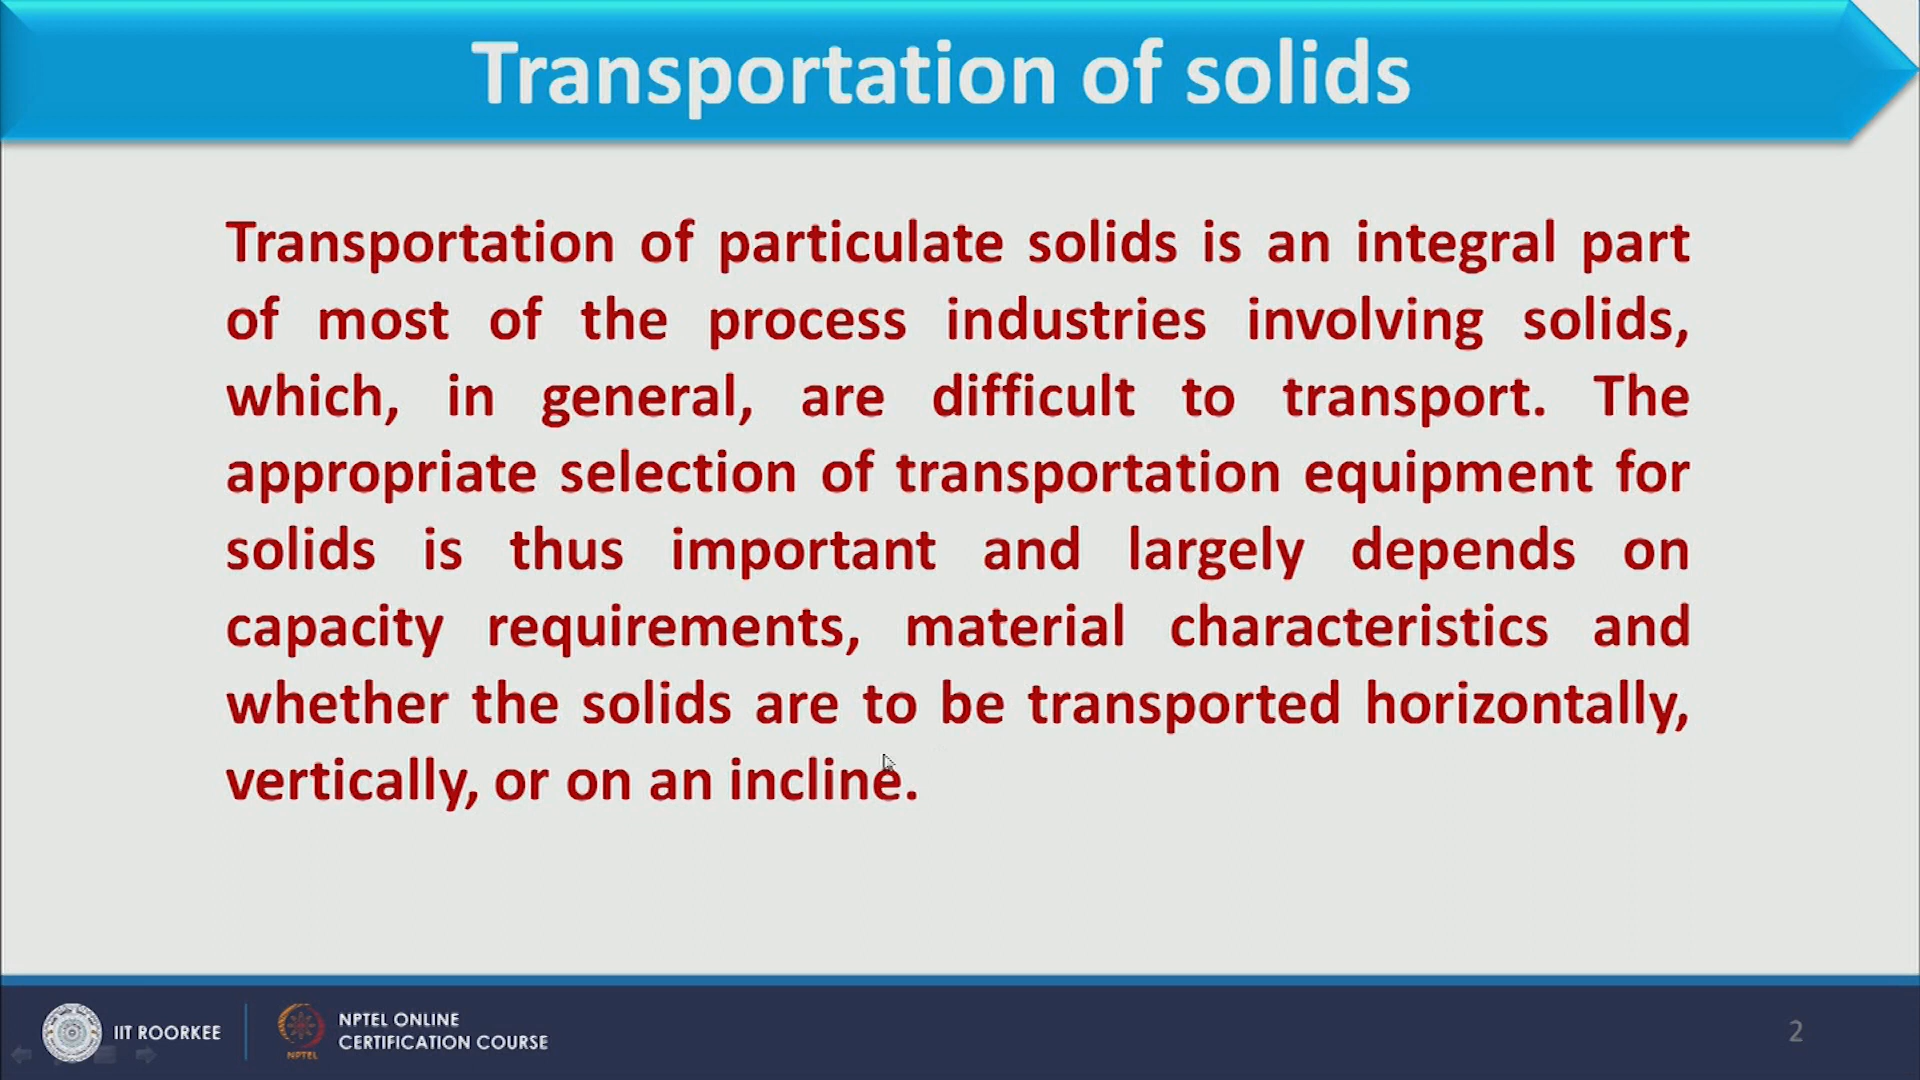 Transportation of solids
Transportation of particulate solids is an integral part
of most of the process industries involving solids,
which, in general, are difficult to transport. The
appropriate selection of transportation equipment for
solids is thus important and largely depends on
capacity requirements, material characteristics and
whether the solids are to be transported horizontally,
vertically, or on an incline.
IIT ROORKEE
NPTEL
NPTEL ONLINE
CERTIFICATION COURSE
2